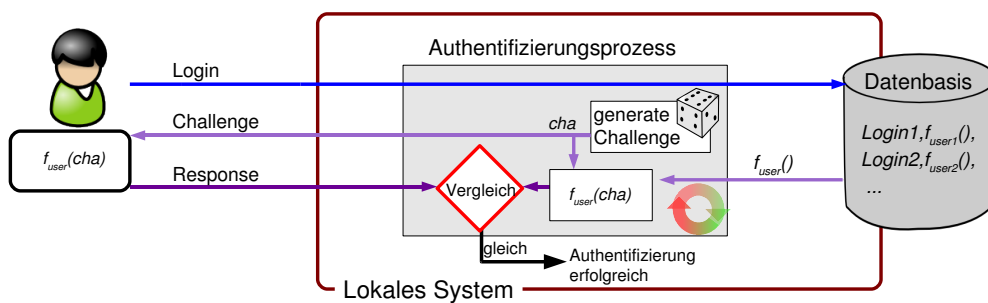 Authentifizierungsprozess
Login
Datenbasis
Challenge
cha
generate
Challenge
Login1,f_user1(),
Login2,f_user2(),
...
f_user(cha)
Response
Vergleich
f_user(cha)
f_user()
gleich
Authentifizierung
erfolgreich
Lokales System